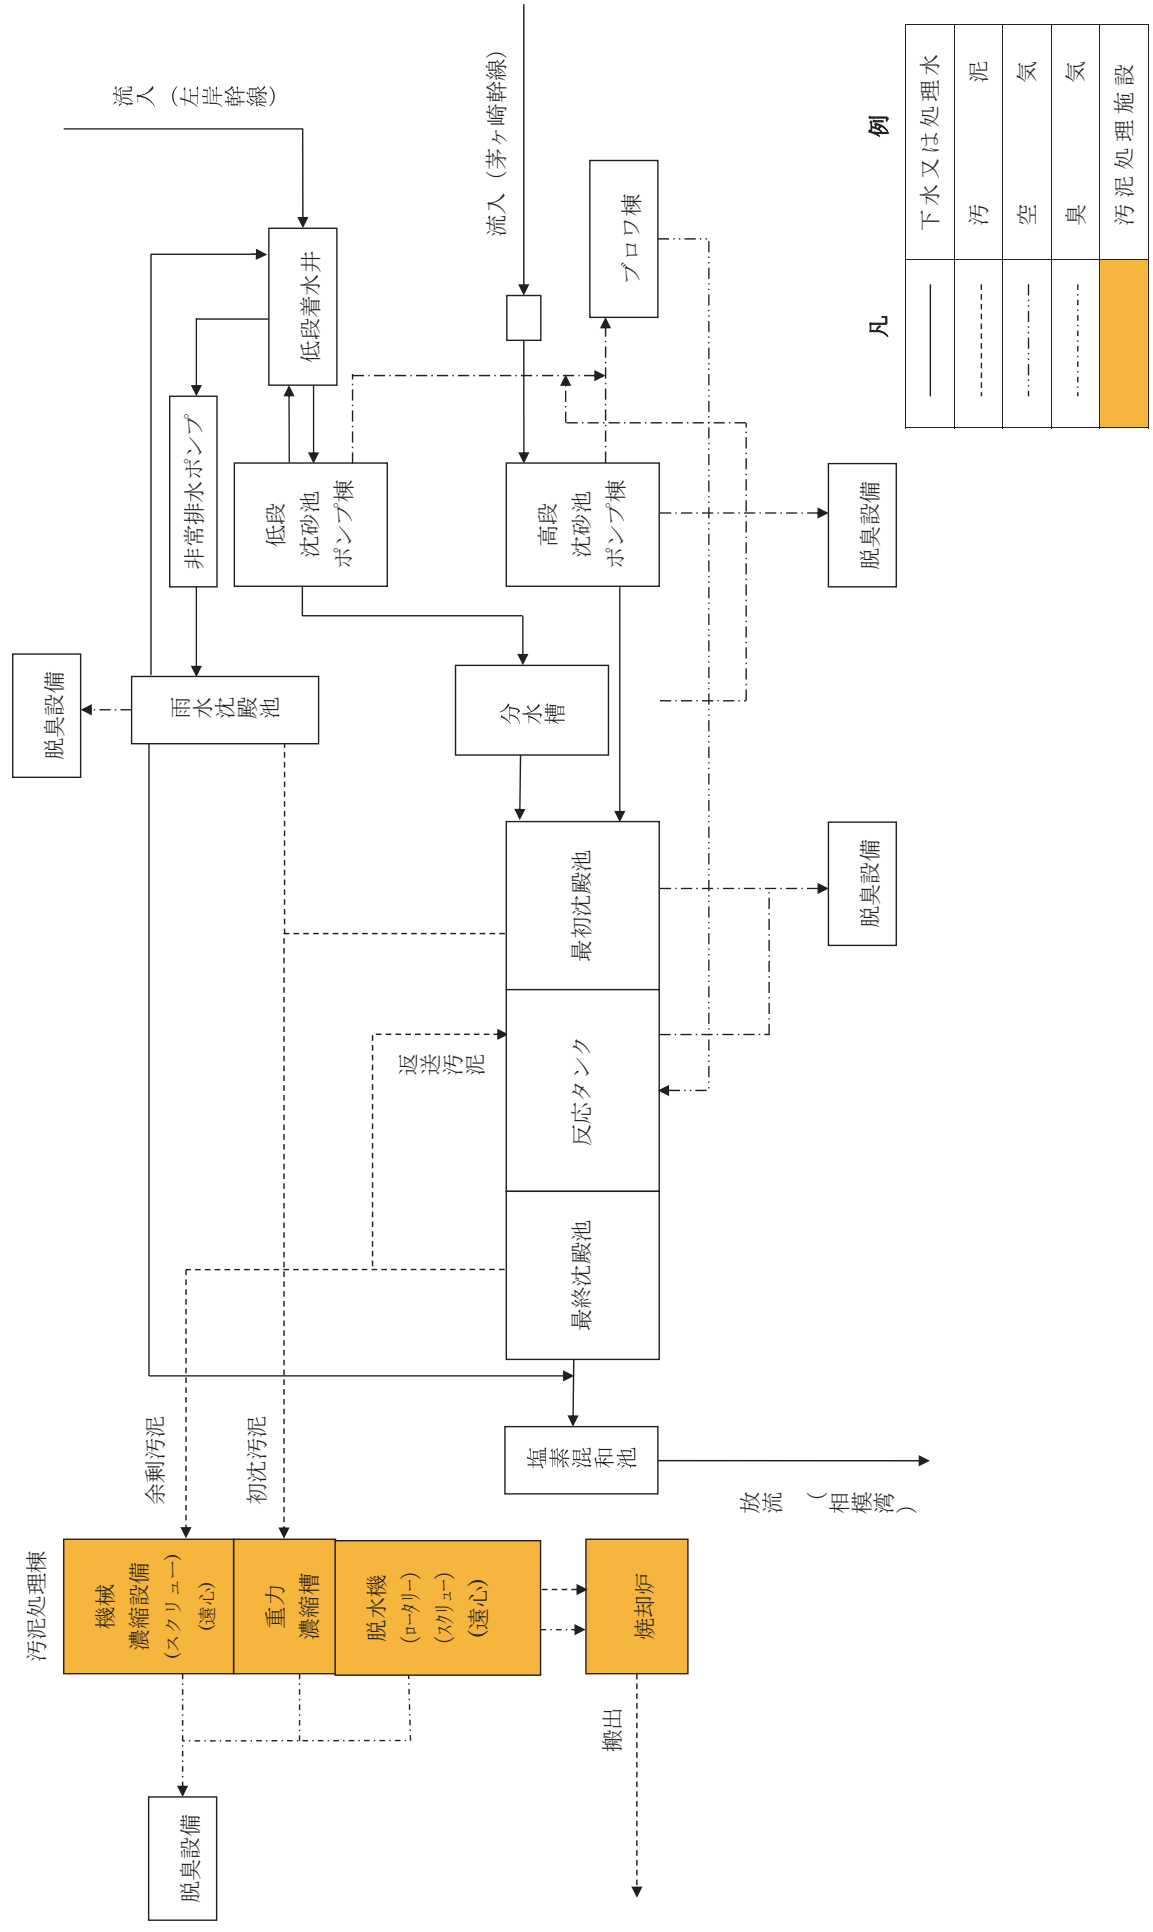 流入（左岸幹線）
流入（茅ヶ崎幹線）
低段着水井
ブロワ棟
非常排水ポンプ
低段
沈砂池
ポンプ棟
高段
沈砂池
ポンプ棟
脱臭設備
脱臭設備
雨水沈殿池
分水槽
最初沈殿池
脱臭設備
返送汚泥
反応タンク
最終沈殿池
余剰汚泥
初沈汚泥
塩素混和池
放流　（相模湾）
汚泥処理棟
機械
濃縮設備
(スクリュー)
(遠心)
重力
濃縮槽
脱水機
(ロータリー)
(スクリュー)
(遠心)
焼却炉
搬出
脱臭設備
凡　例
下水又は処理水
汚　泥
空　気
臭　気
汚泥処理施設